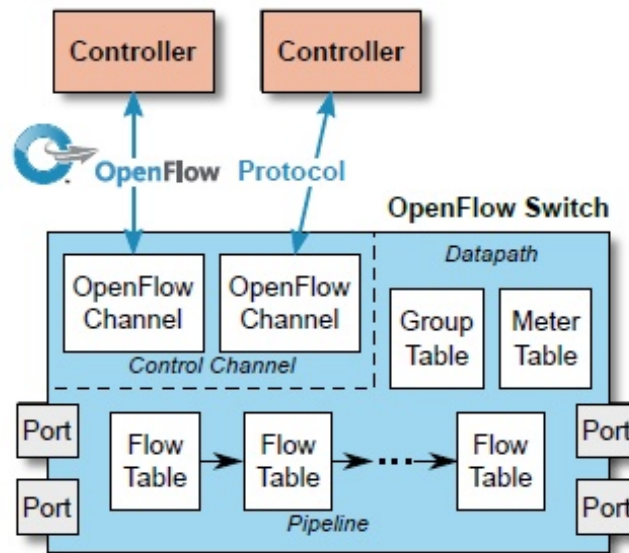 Controller Controller
OpenFlow Protocol
OpenFlow Switch
Datapath
OpenFlow
Channel
OpenFlow
Channel
Control Channel
Group
Table
Meter
Table
Port
Port
Flow
Table
Flow
Table
...
Flow
Table
Pipeline
Port
Port